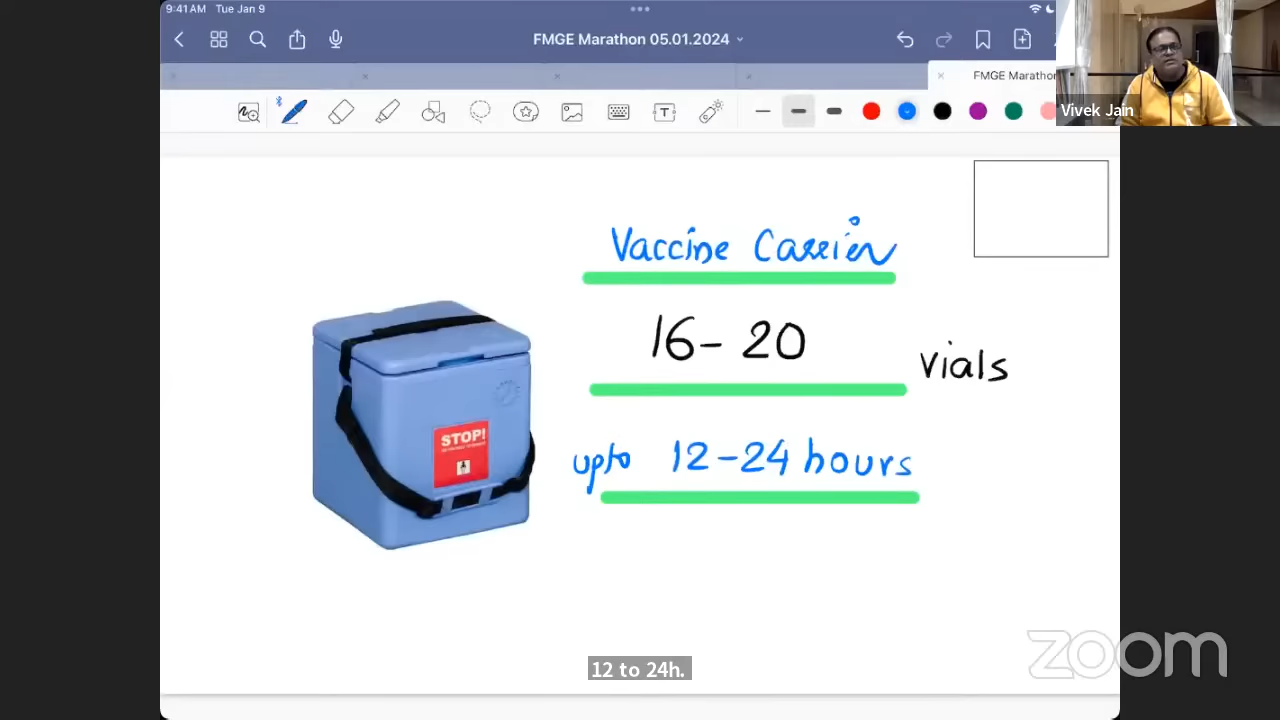 9:41 AM Tue Jan 9
FMGE Marathon 05.01.2024
FMGE Marathon
Vivek Jain
Vaccine Carrier
16 - 20
vials
upto 12 - 24 hours
STOP!
12 to 24h.
zoom